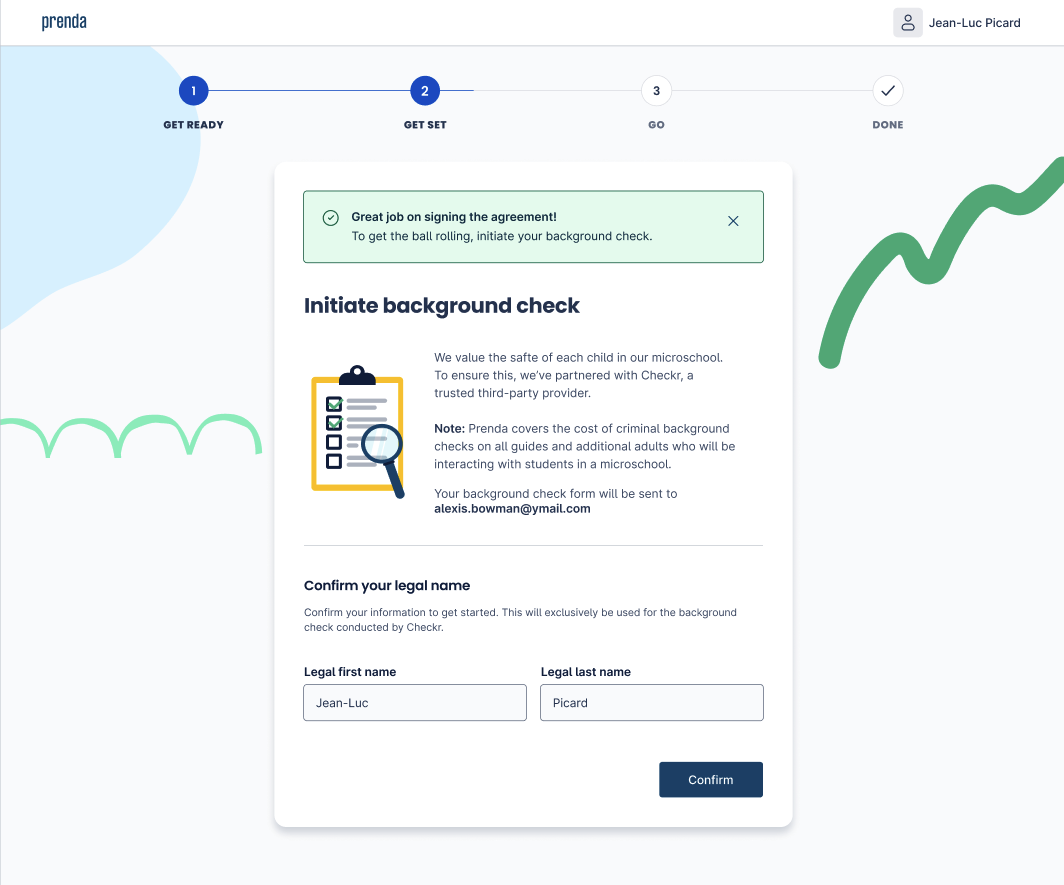 prenda
Jean-Luc Picard
1
2
3
GET READY
GET SET
GO
DONE
Great job on signing the agreement!
To get the ball rolling, initiate your background check.
Initiate background check
We value the safte of each child in our microschool.
To ensure this, we’ve partnered with Checkr, a
trusted third-party provider.
Note: Prenda covers the cost of criminal background
checks on all guides and additional adults who will be
interacting with students in a microschool.
Your background check form will be sent to
alexis.bowman@ymail.com
Confirm your legal name
Confirm your information to get started. This will exclusively be used for the background
check conducted by Checkr.
Legal first name
Legal last name
Jean-Luc
Picard
Confirm